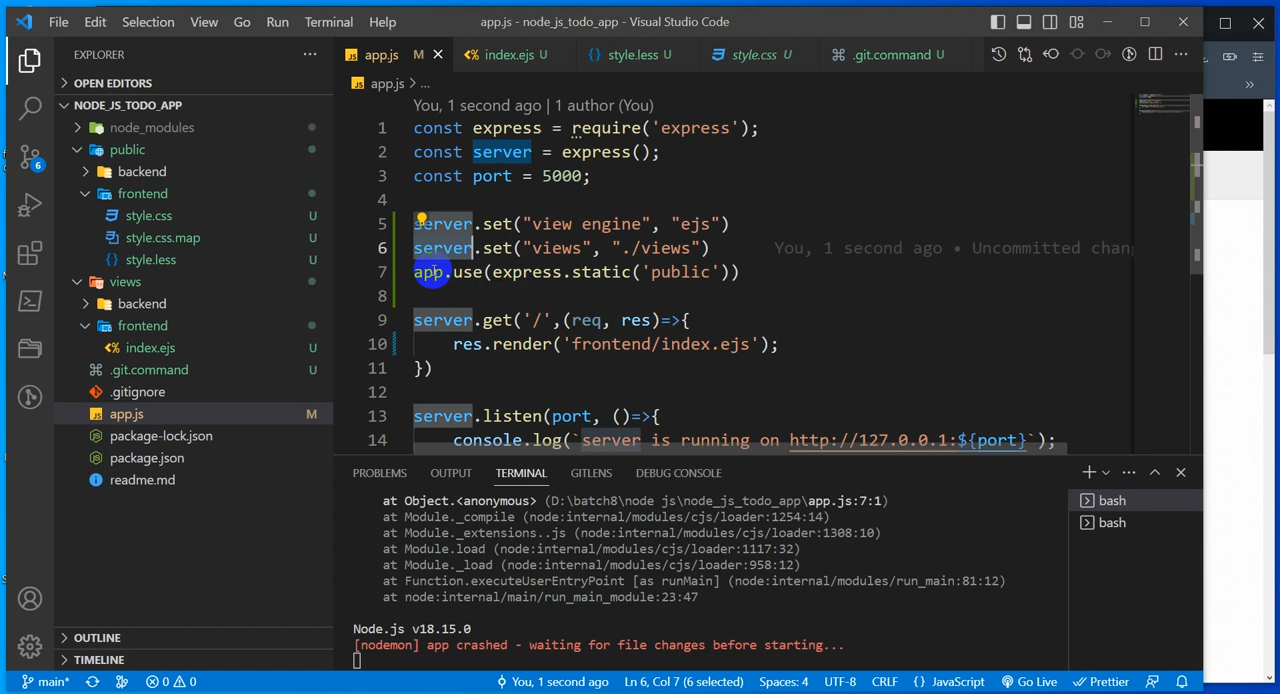 File Edit Selection View Go Run Terminal Help app.js - node_js_todo_app - Visual Studio Code
EXPLORER
OPEN EDITORS
NODE_JS_TODO_APP
node_modules
public
backend
frontend
style.css U
style.css.map U
style.less U
views
backend
frontend
index.ejs U
.git.command U
.gitignore
app.js M
package-lock.json
package.json
readme.md
OUTLINE
TIMELINE
6
app.js M index.ejs U style.less U style.css U .git.command U
app.js > ...
You, 1 second ago | 1 author (You)
1 const express = require('express');
2 const server = express();
3 const port = 5000;
4
5 server.set("view engine", "ejs")
6 server.set("views", "./views") You, 1 second ago • Uncommitted chan
7 app.use(express.static('public'))
8
9 server.get('/',(req, res)=>{
10 res.render('frontend/index.ejs');
11 })
12
13 server.listen(port, ()=>{
14 console.log(`server is running on http://127.0.0.1:${port}`);
PROBLEMS OUTPUT TERMINAL GITLENS DEBUG CONSOLE
at Object.<anonymous> (D:\batch8\node js\node_js_todo_app\app.js:7:1)
at Module._compile (node:internal/modules/cjs/loader:1254:14)
at Module._extensions..js (node:internal/modules/cjs/loader:1308:10)
at Module.load (node:internal/modules/cjs/loader:1117:32)
at Module._load (node:internal/modules/cjs/loader:958:12)
at Function.executeUserEntryPoint [as runMain] (node:internal/modules/run_main:81:12)
at node:internal/main/run_main_module:23:47
Node.js v18.15.0
[nodemon] app crashed - waiting for file changes before starting...
bash
bash
main* 0 0 You, 1 second ago Ln 6, Col 7 (6 selected) Spaces: 4 UTF-8 CRLF {} JavaScript Go Live Prettier